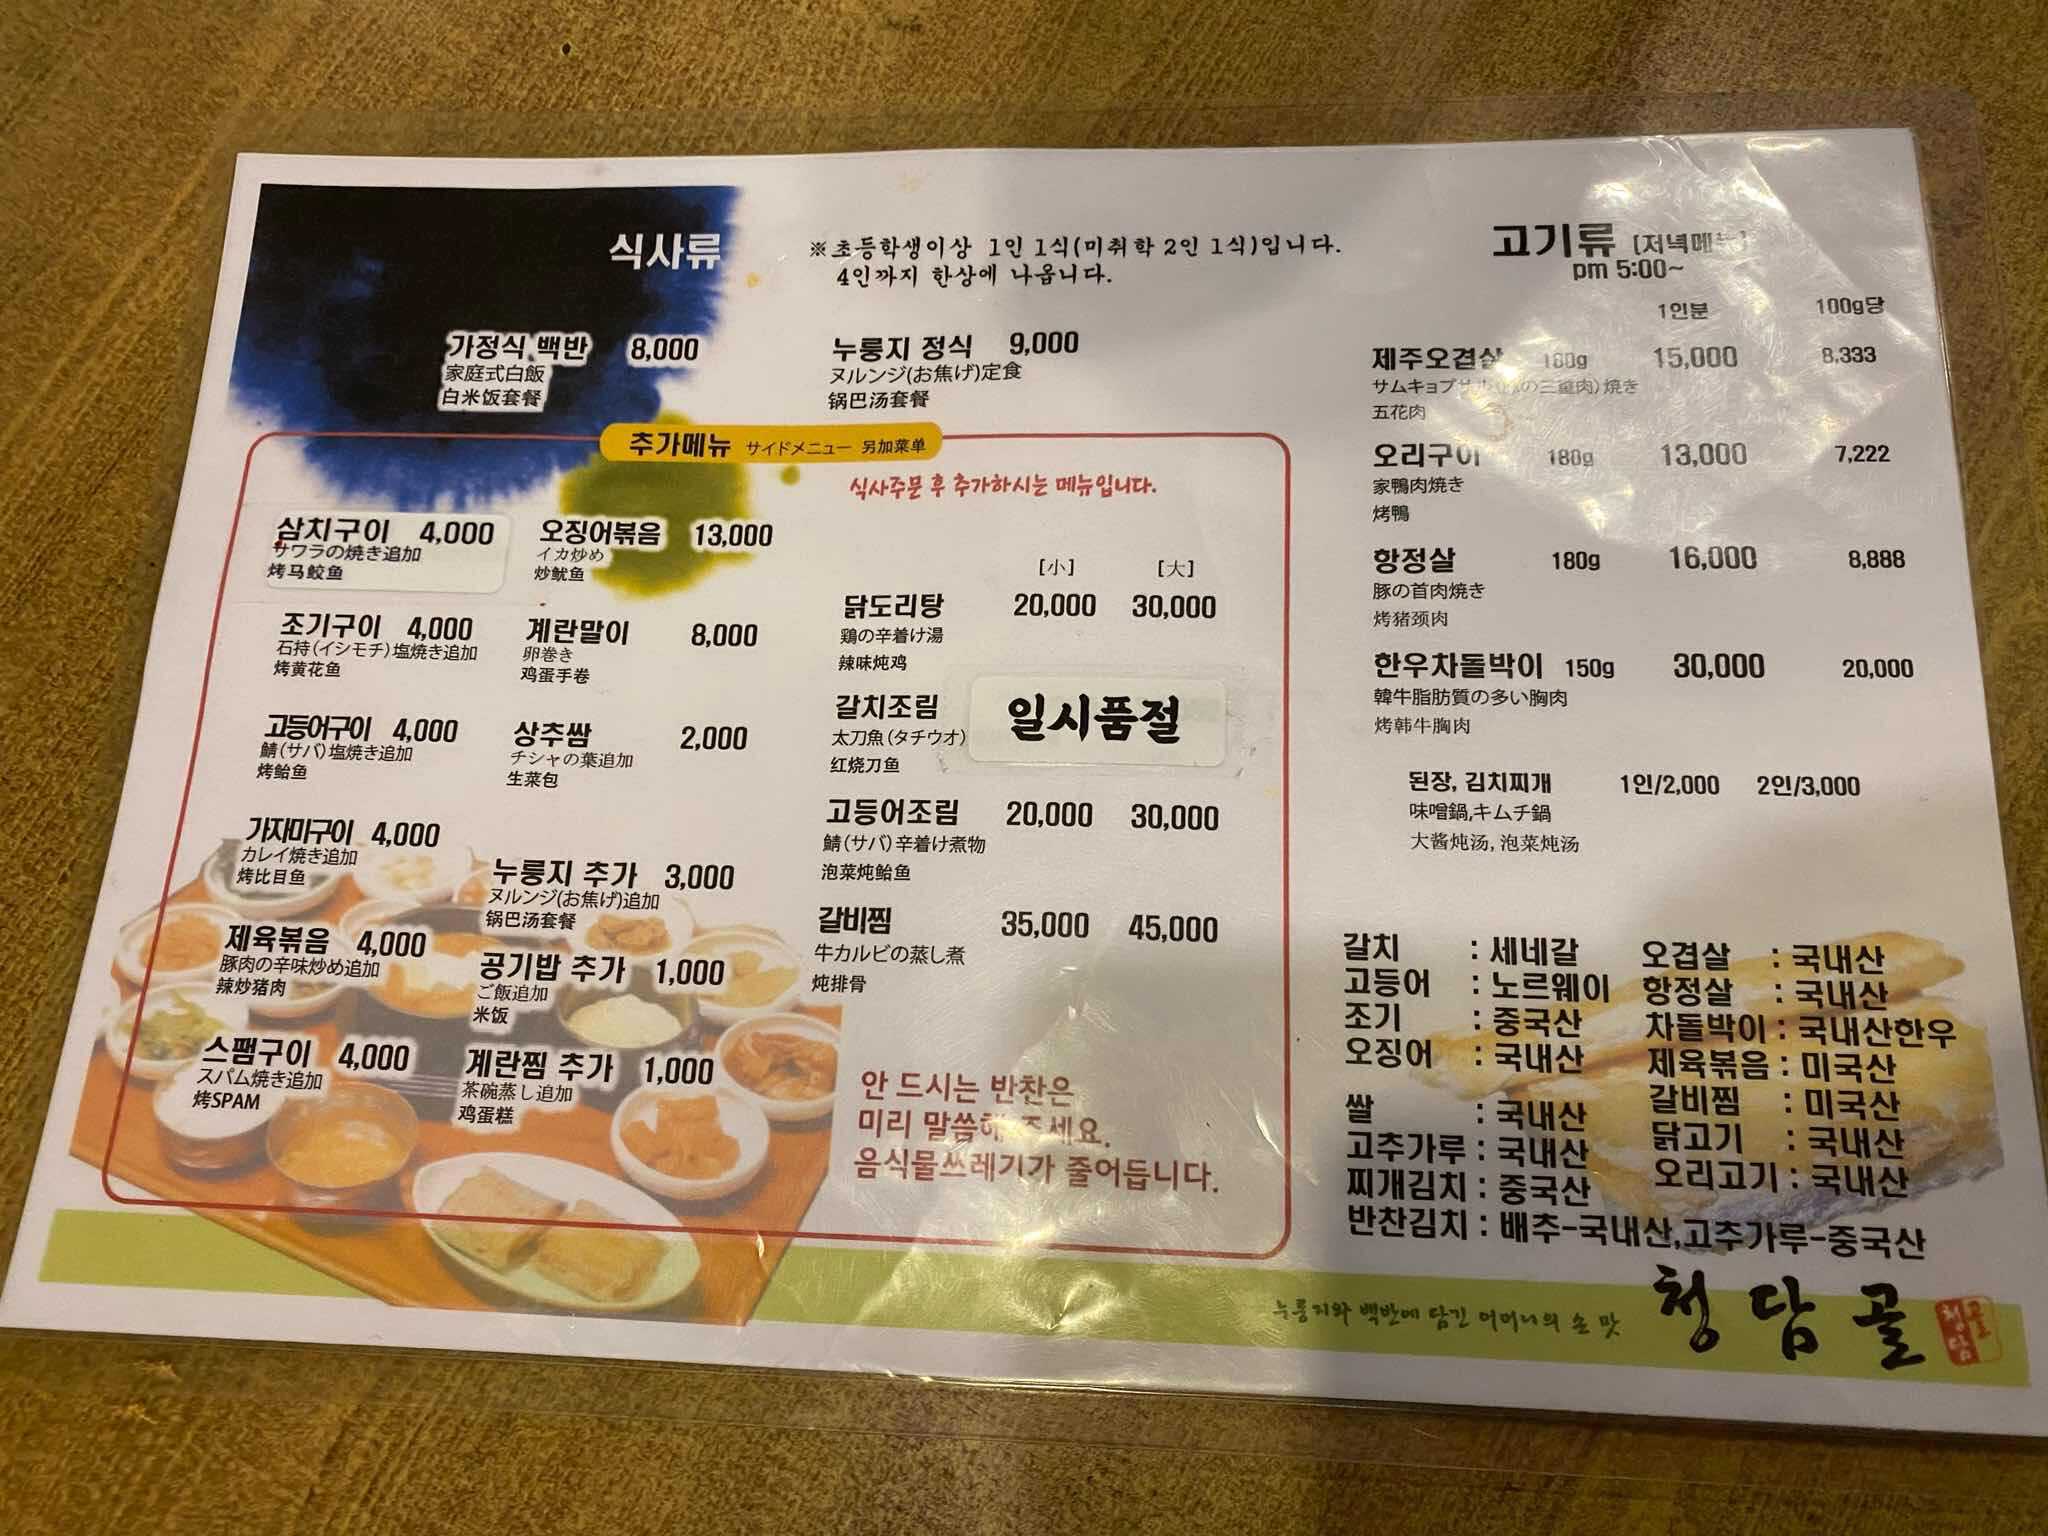 식사류
※초등학생이상 1인 1식(미취학 2인 1식)입니다.
4인까지 한상에 나옵니다.
가정식 백반 8,000
家庭式白飯
白米饭套餐
누룽지 정식 9,000
ヌルンジ(お焦げ)定食
锅巴汤套餐
추가메뉴 サイドメニュー 另加菜单
식사주문 후 추가하시는 메뉴입니다.
삼치구이 4,000
サワラの焼き追加
烤马鲛鱼
조기구이 4,000
石持(イシモチ)塩焼き追加
烤黄花鱼
고등어구이 4,000
鯖(サバ)塩焼き追加
烤鲐鱼
가자미구이 4,000
カレイ焼き追加
烤比目鱼
제육볶음 4,000
豚肉の辛味炒め追加
辣炒猪肉
스팸구이 4,000
スパム焼き追加
烤SPAM
오징어볶음 13,000
イカ炒め
炒鱿鱼
계란말이 8,000
卵巻き
鸡蛋手卷
상추쌈 2,000
チシャの葉追加
生菜包
누룽지 추가 3,000
ヌルンジ(お焦げ)追加
锅巴汤套餐
공기밥 추가 1,000
ご飯追加
米饭
계란찜 추가 1,000
茶碗蒸し追加
鸡蛋糕
[小] [大]
닭도리탕 20,000 30,000
鶏の辛着け湯
辣味炖鸡
갈치조림 일시품절
太刀魚(タチウオ)
红烧刀鱼
고등어조림 20,000 30,000
鯖(サバ)辛着け煮物
泡菜炖鲐鱼
갈비찜 35,000 45,000
牛カルビの蒸し煮
炖排骨
안 드시는 반찬은
미리 말씀해 주세요.
음식물쓰레기가 줄어듭니다.
고기류 [저녁메뉴]
pm 5:00~
1인분 100g당
제주오겹살 180g 15,000 8,333
サムキョプサル の三重肉)焼き
五花肉
오리구이 180g 13,000 7,222
家鴨肉焼き
烤鴨
항정살 180g 16,000 8,888
豚の首肉焼き
烤猪颈肉
한우차돌박이 150g 30,000 20,000
韓牛脂肪質の多い胸肉
烤韩牛胸肉
된장, 김치찌개 1인/2,000 2인/3,000
味噌鍋,キムチ鍋
大酱炖汤, 泡菜炖汤
갈치 : 세네갈
고등어 : 노르웨이
조기 : 중국산
오징어 : 국내산
쌀 : 국내산
고추가루 : 국내산
찌개김치 : 중국산
반찬김치 : 배추-국내산,고추가루-중국산
오겹살 : 국내산
항정살 : 국내산
차돌박이 : 국내산한우
제육볶음 : 미국산
갈비찜 : 미국산
닭고기 : 국내산
오리고기 : 국내산
누룽지와 백반에 담긴 어머니의 손 맛
청담골
청담골